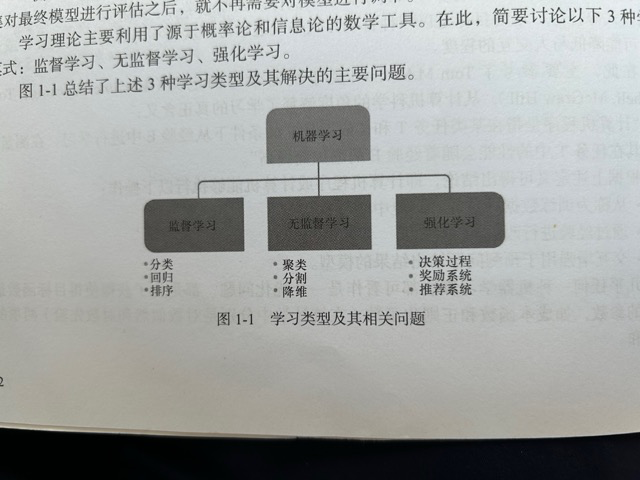 对最终模型进行评估之后，就不再需要对模型进行调
学习理论主要利用了源于概率论和信息论的数学工具。在此，简要讨论以下3种学
式：监督学习、无监督学习、强化学习。
图1-1总结了上述3种学习类型及其解决的主要问题。
机器学习
监督学习
无监督学习
强化学习
•分类
•回归
•排序
•聚类
•分割
•降维
•决策过程
•奖励系统
•推荐系统
图1-1 学习类型及其相关问题
2